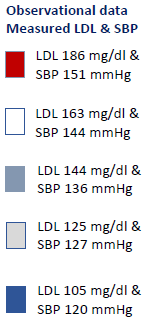 Observational data
Measured LDL & SBP
LDL 186 mg/dl &
SBP 151 mmHg
LDL 163 mg/dl &
SBP 144 mmHg
LDL 144 mg/dl &
SBP 136 mmHg
LDL 125 mg/dl &
SBP 127 mmHg
LDL 105 mg/dl &
SBP 120 mmHg